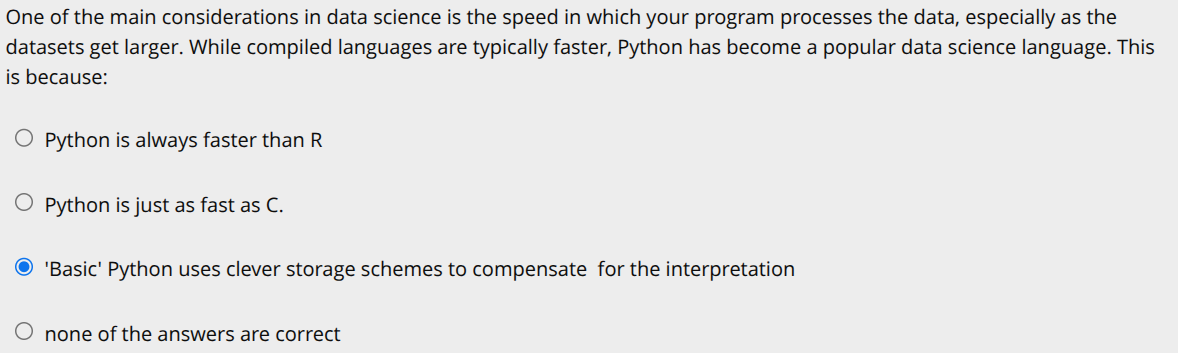 One of the main considerations in data science is the speed in which your program processes the data, especially as the
datasets get larger. While compiled languages are typically faster, Python has become a popular data science language. This
is because:
Python is always faster than R
Python is just as fast as C.
'Basic' Python uses clever storage schemes to compensate  for the interpretation
none of the answers are correct